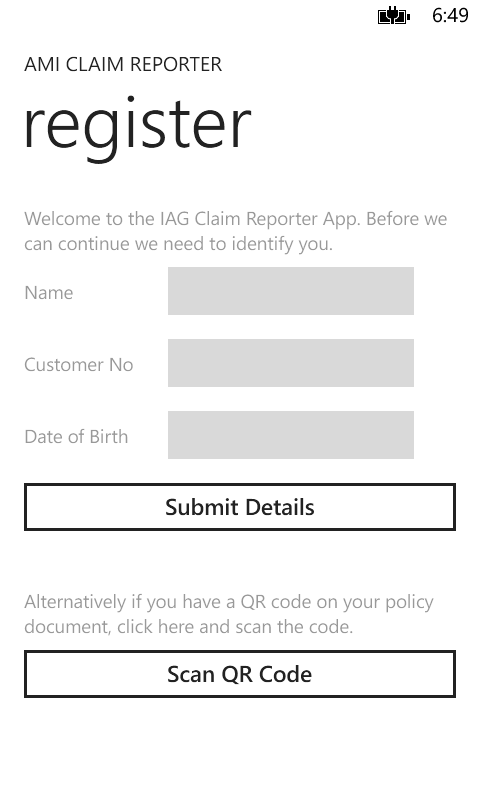 6:49
AMI CLAIM REPORTER
register
Welcome to the IAG Claim Reporter App. Before we
can continue we need to identify you.
Name
Customer No
Date of Birth
Submit Details
Alternatively if you have a QR code on your policy
document, click here and scan the code.
Scan QR Code